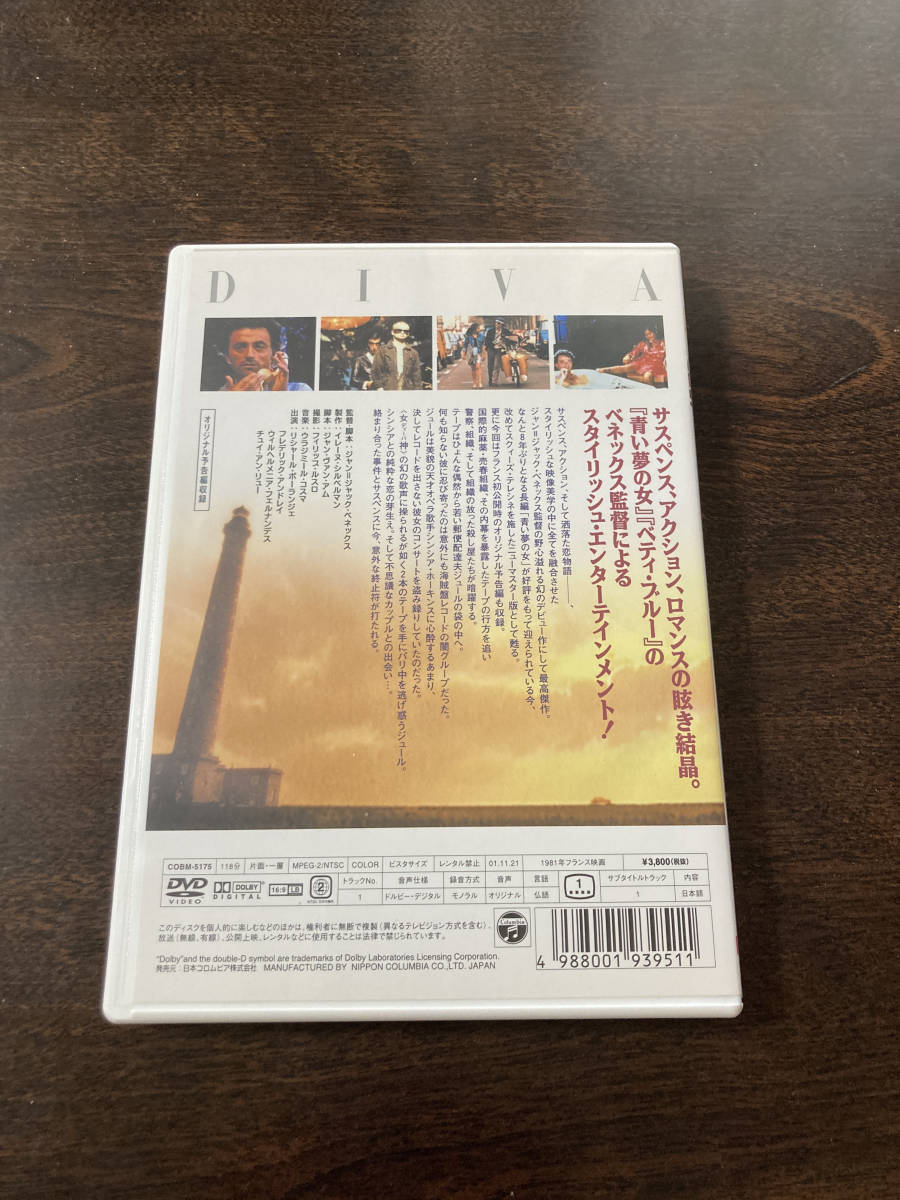 DIVA
サスペンス、アクション、ロマンスの眩き結晶。
『青い夢の女』『ベティ・ブルー』の
ベネックス監督による
スタイリッシュ・エンターテインメント!
サスペンス、アクション、そして洒落た恋物語——、
スタイリッシュな映像美学の中に全てを融合させた
ジャン=ジャック・ベネックス監督の野心溢れる幻のデビュー作にして最高傑作。
なんと8年ぶりとなる長編「青い夢の女」が好評をもって迎えられている今、
改めてスクィーズ・テレシネを施したニューマスター版として甦る。
更に今回はフランス初公開時のオリジナル予告編も収録。
国際的麻薬・売春組織、その内幕を暴露したテープの行方を追い
警察、組織、そして組織の放った殺し屋たちが暗躍する。
テープはひょんな偶然から若い郵便配達夫ジュールの袋の中へ。
何も知らない彼に忍び寄ったのは意外にも海賊盤レコードの闇グループだった。
ジュールは美貌の天才オペラ歌手シンシア・ホーキンスに心酔するあまり、
決してレコードを出さない彼女のコンサートを盗み録りしていたのだった。
〈女神〉の幻の歌声に操られるが如く2本のテープを手にパリ中を逃げ惑うジュール。
シンシアとの純粋な恋の芽生え。そして不思議なカップルとの出会い…。
絡まり合った事件とサスペンスに今、意外な終止符が打たれる。
監督・脚本:ジャン=ジャック・ベネックス
製作:イレーヌ・シルベルマン
脚本:ジャン・ヴァン・アム
撮影:フィリップ・ルスロ
音楽:ウラジミール・コスマ
出演:リシャール・ボーランジェ
フレデリック・アンドレイ
ウィルヘルメニア・フェルナンデス
チュイ・アン・リュー
オリジナル予告編収録
COBM-5175 118分 片面・一層 MPEG-2/NTSC COLOR ビスタサイズ レンタル禁止 01.11.21 1981年フランス映画 ¥3,800(税抜)
DVD VIDEO DOLBY DIGITAL 16:9 LB 2 トラックNo. 音声仕様 録音方式 音声 言語 1 サブタイトルトラック 内容
1 ドルビー・デジタル モノラル オリジナル 仏語 1 日本語
このディスクを個人的に楽しむなどのほかは、権利者に無断で複製(異なるテレビジョン方式を含む)、
放送(無線、有線)、公開上映、レンタルなどに使用することは法律で禁じられています。
Columbia
"Dolby"and the double-D symbol are trademarks of Dolby Laboratories Licensing Corporation.
発売元:日本コロムビア株式会社 MANUFACTURED BY NIPPON COLUMBIA CO.,LTD. JAPAN
4 988001 939511